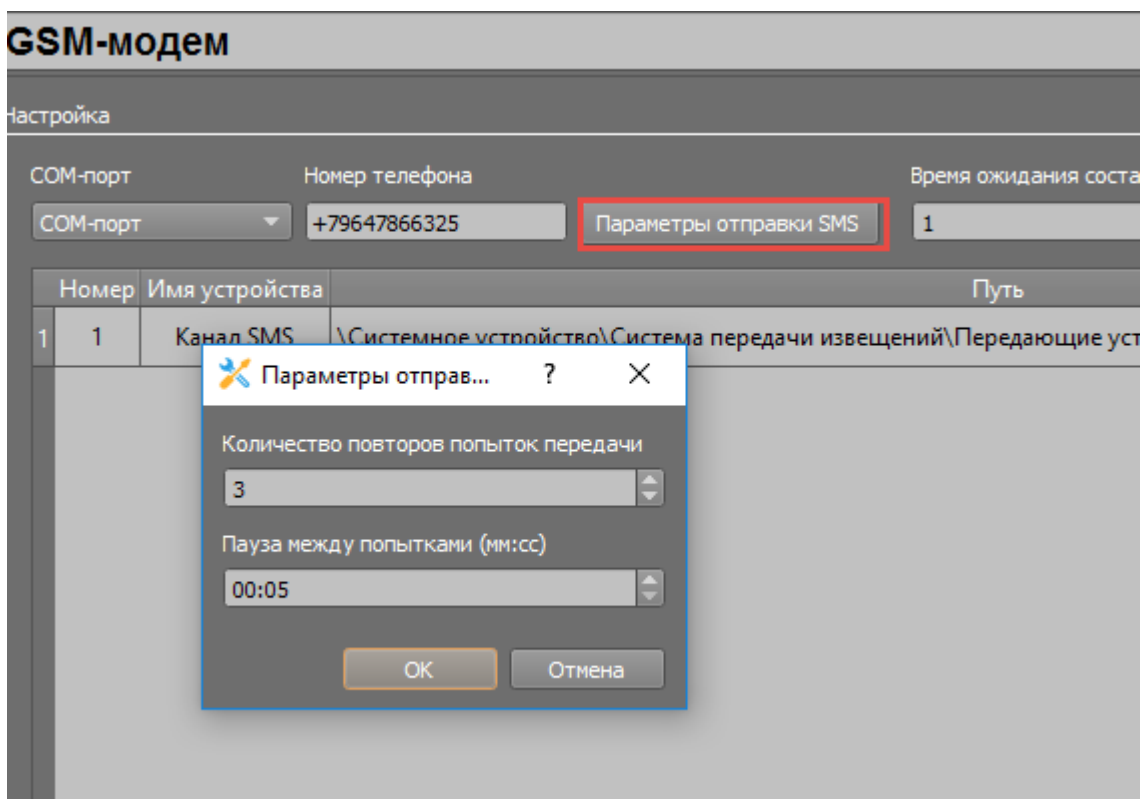 GSM-модем
Настройка
COM-порт Номер телефона Время ожидания соста
COM-порт +79647866325 Параметры отправки SMS 1
Номер Имя устройства Путь
1 1 Канал SMS \Системное устройство\Система передачи извещений\Передающие уст
Параметры отправ... ?
Количество повторов попыток передачи
3
Пауза между попытками (мм:сс)
00:05
OK Отмена